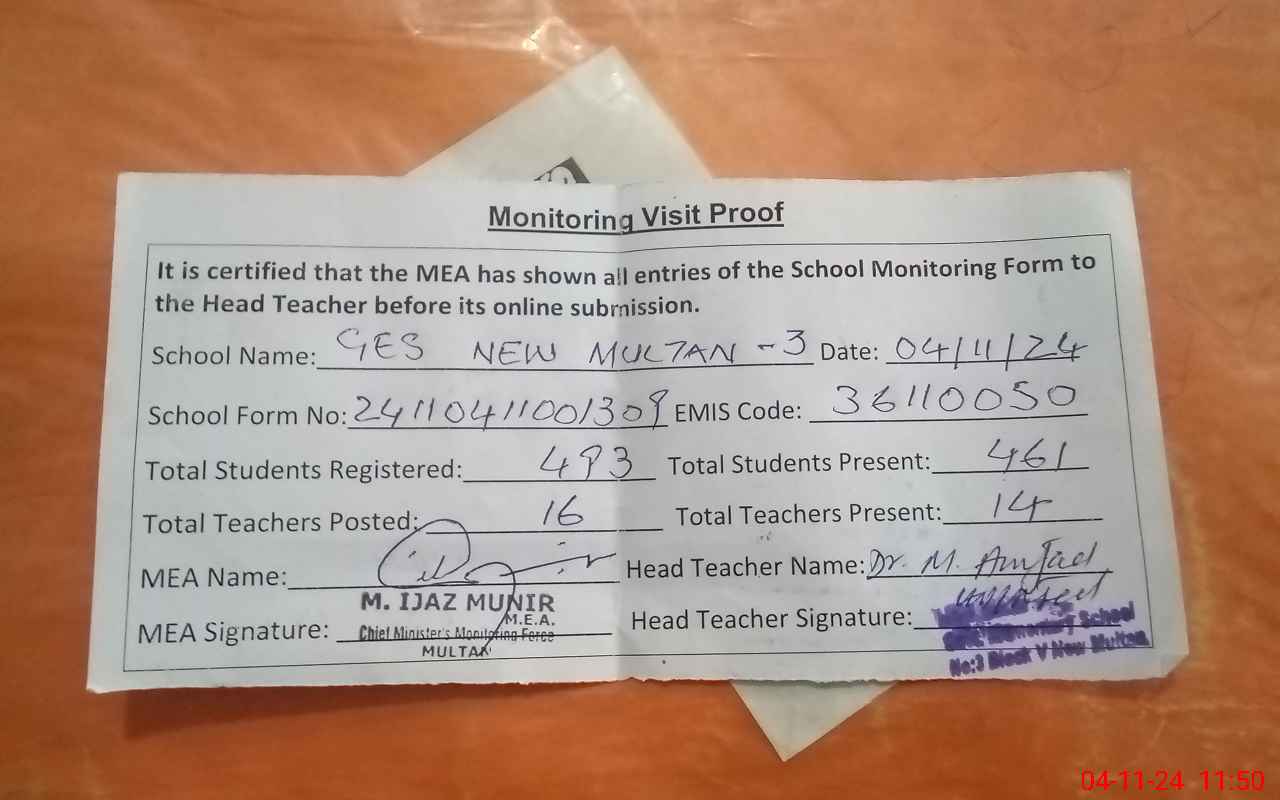 Monitoring Visit Proof
It is certified that the MEA has shown all entries of the School Monitoring Form to
the Head Teacher before its online submission.
School Name: GES NEW MULTAN -3 Date: 04/11/24
School Form No: 24110411001309 EMIS Code: 36110050
Total Students Registered: 493 Total Students Present: 461
Total Teachers Posted: 16 Total Teachers Present: 14
MEA Name: Head Teacher Name: Dr. M. Amjad
M. IJAZ MUNIR
M.E.A.
MEA Signature: Chief Minister's Monitoring Force Head Teacher Signature:
MULTAN
Govt. Elementary School
No:3 Block V New Multan
04-11-24 11:50